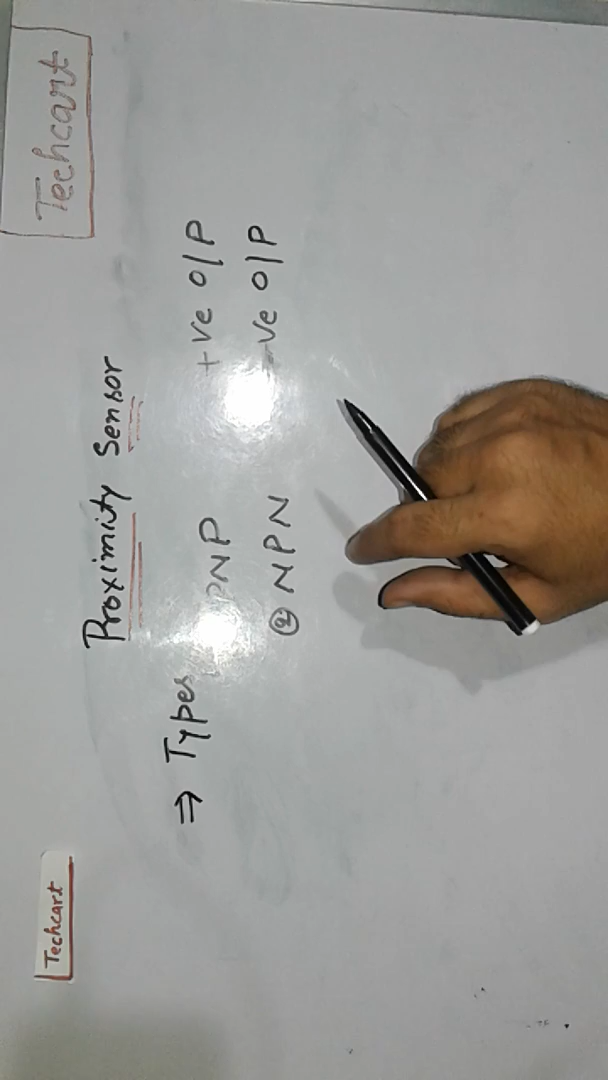 Techcart
Techcart
Proximity Sensor
⇒ Types PNP +ve O/P
② NPN -ve O/P